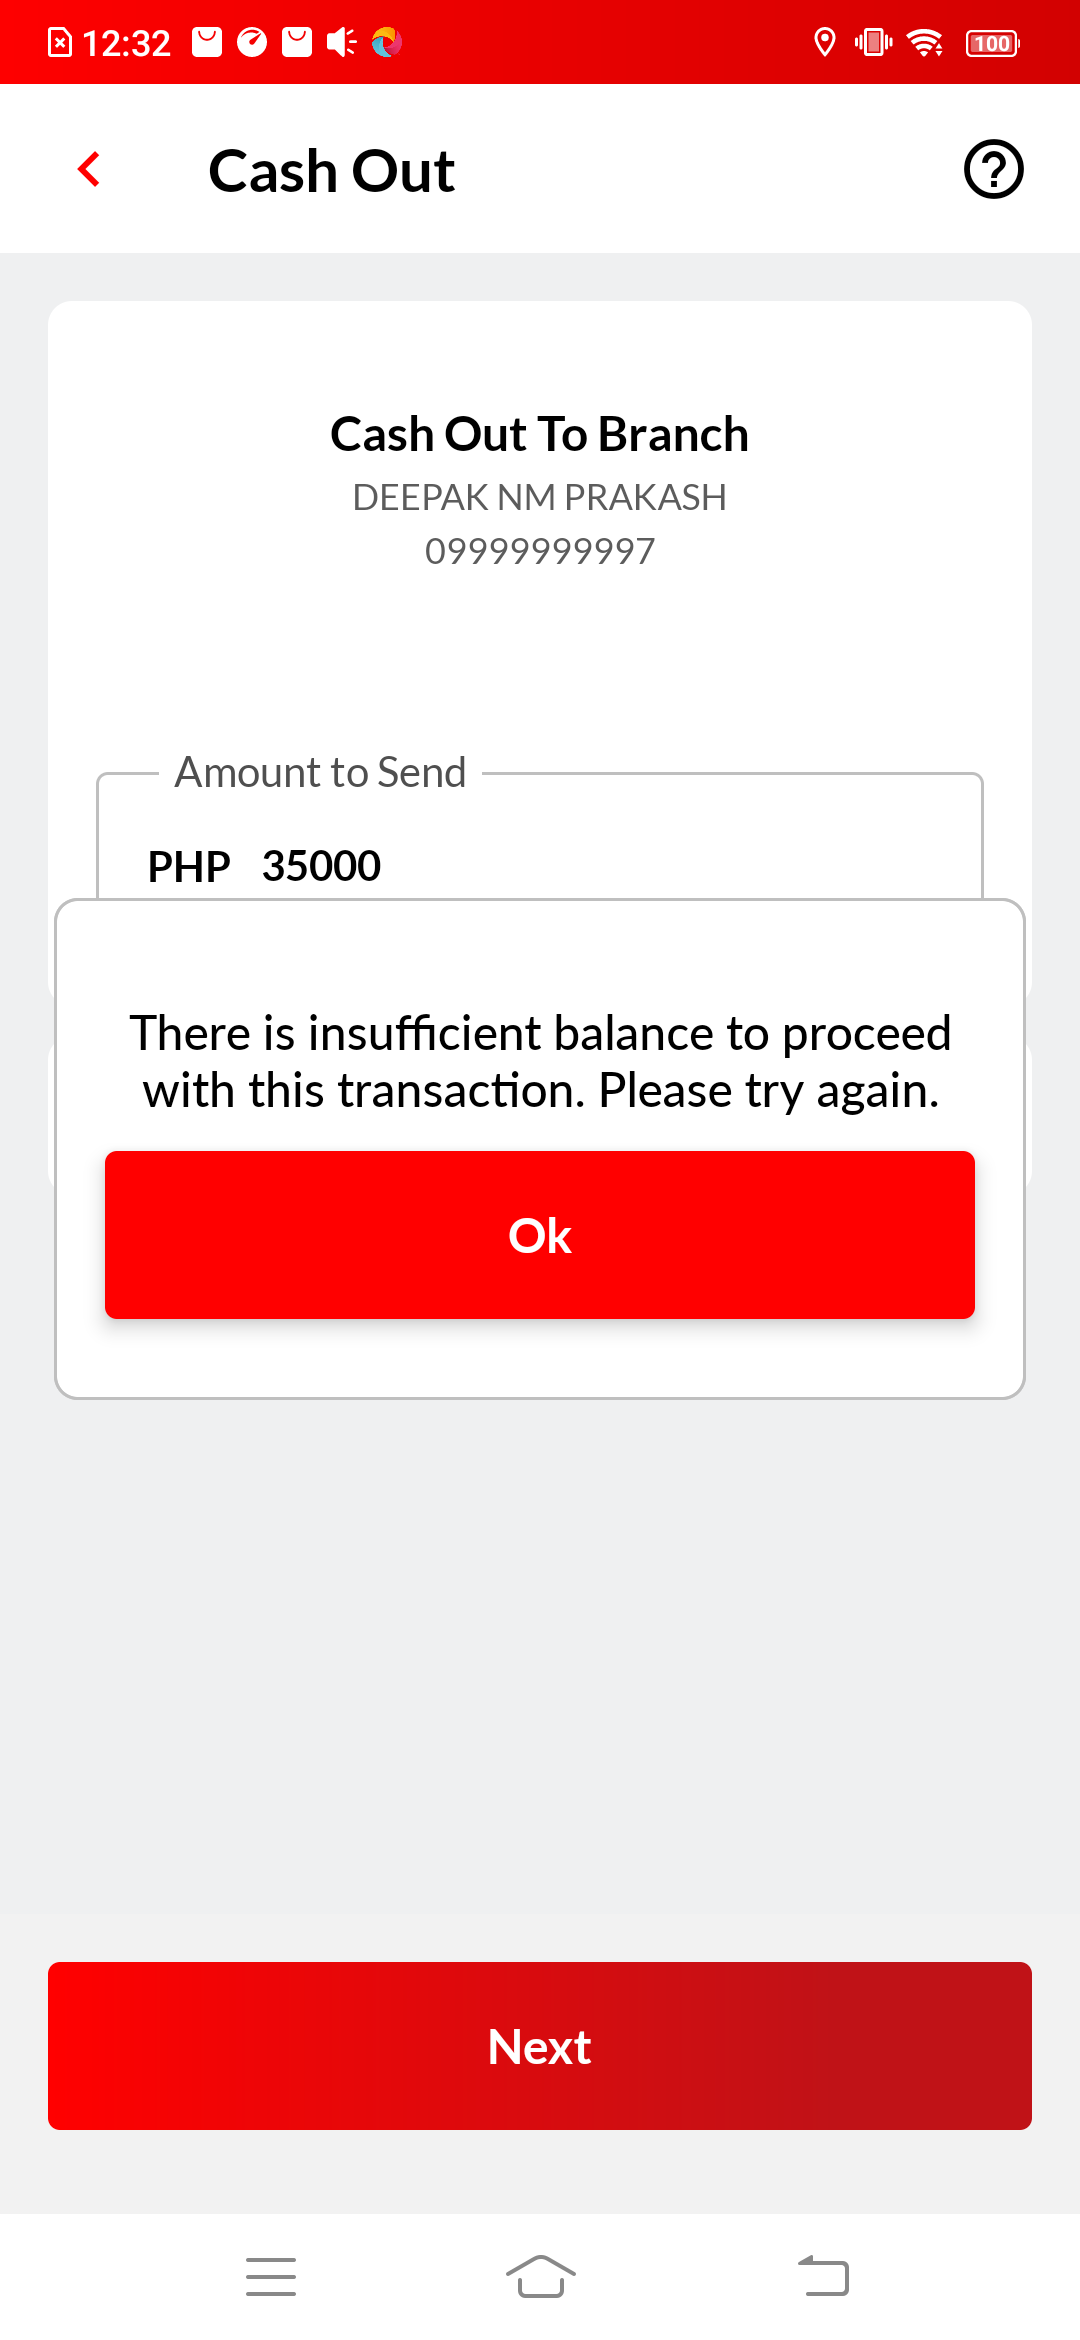 12:32
100
Cash Out
Cash Out To Branch
DEEPAK NM PRAKASH
09999999997
Amount to Send
PHP 35000
There is insufficient balance to proceed
with this transaction. Please try again.
Ok
Next